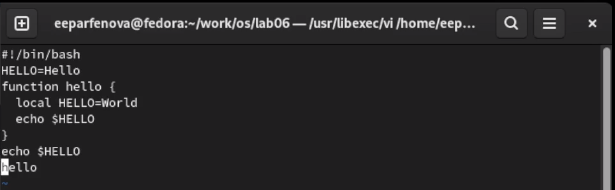 eeparfenova@fedora:~/work/os/lab06 — /usr/libexec/vi /home/eep...
#!/bin/bash
HELLO=Hello
function hello {
  local HELLO=World
  echo $HELLO
}
echo $HELLO
hello
~